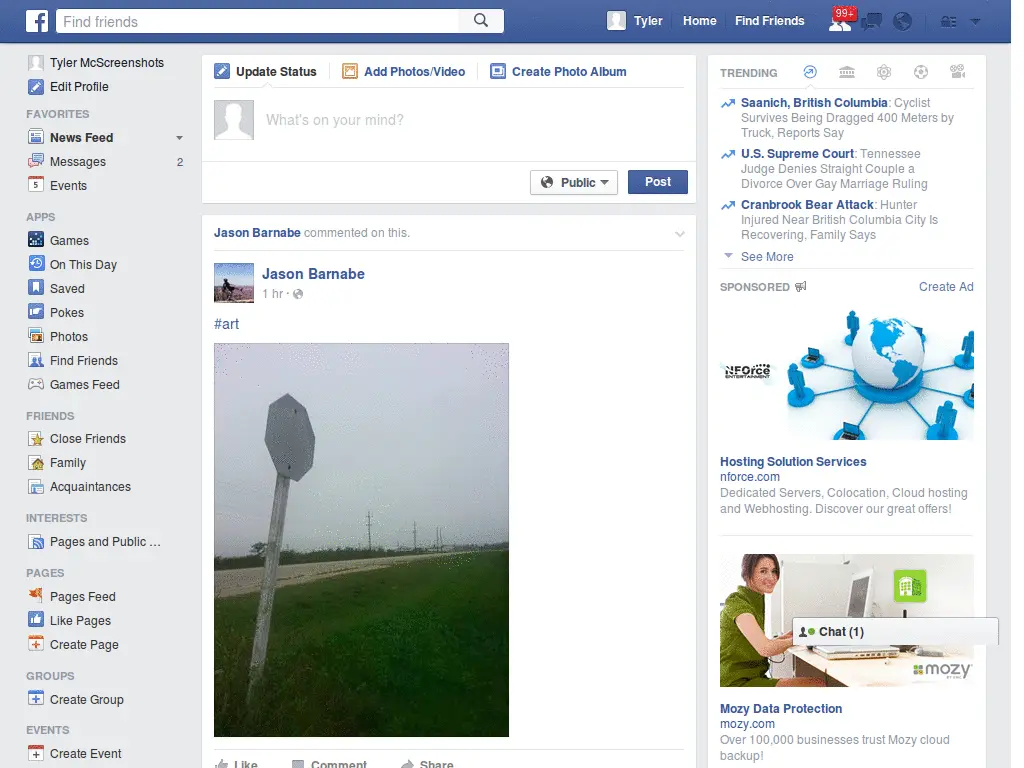 Find friends
Tyler
Home
Find Friends
99+
Tyler McScreenshots
Edit Profile
FAVORITES
News Feed
Messages 2
5 Events
APPS
Games
On This Day
Saved
Pokes
Photos
Find Friends
Games Feed
FRIENDS
Close Friends
Family
Acquaintances
INTERESTS
Pages and Public ...
PAGES
Pages Feed
Like Pages
Create Page
GROUPS
Create Group
EVENTS
Create Event
Update Status
Add Photos/Video
Create Photo Album
What's on your mind?
Public
Post
Jason Barnabe commented on this.
Jason Barnabe
1 hr ·
#art
Like
Comment
Share
TRENDING
Saanich, British Columbia: Cyclist
Survives Being Dragged 400 Meters by
Truck, Reports Say
U.S. Supreme Court: Tennessee
Judge Denies Straight Couple a
Divorce Over Gay Marriage Ruling
Cranbrook Bear Attack: Hunter
Injured Near British Columbia City Is
Recovering, Family Says
See More
SPONSORED
Create Ad
NFOrce
ENTERTAINMENT
Hosting Solution Services
nforce.com
Dedicated Servers, Colocation, Cloud hosting
and Webhosting. Discover our great offers!
Chat (1)
mozy
Mozy Data Protection
mozy.com
Over 100,000 businesses trust Mozy cloud
backup!